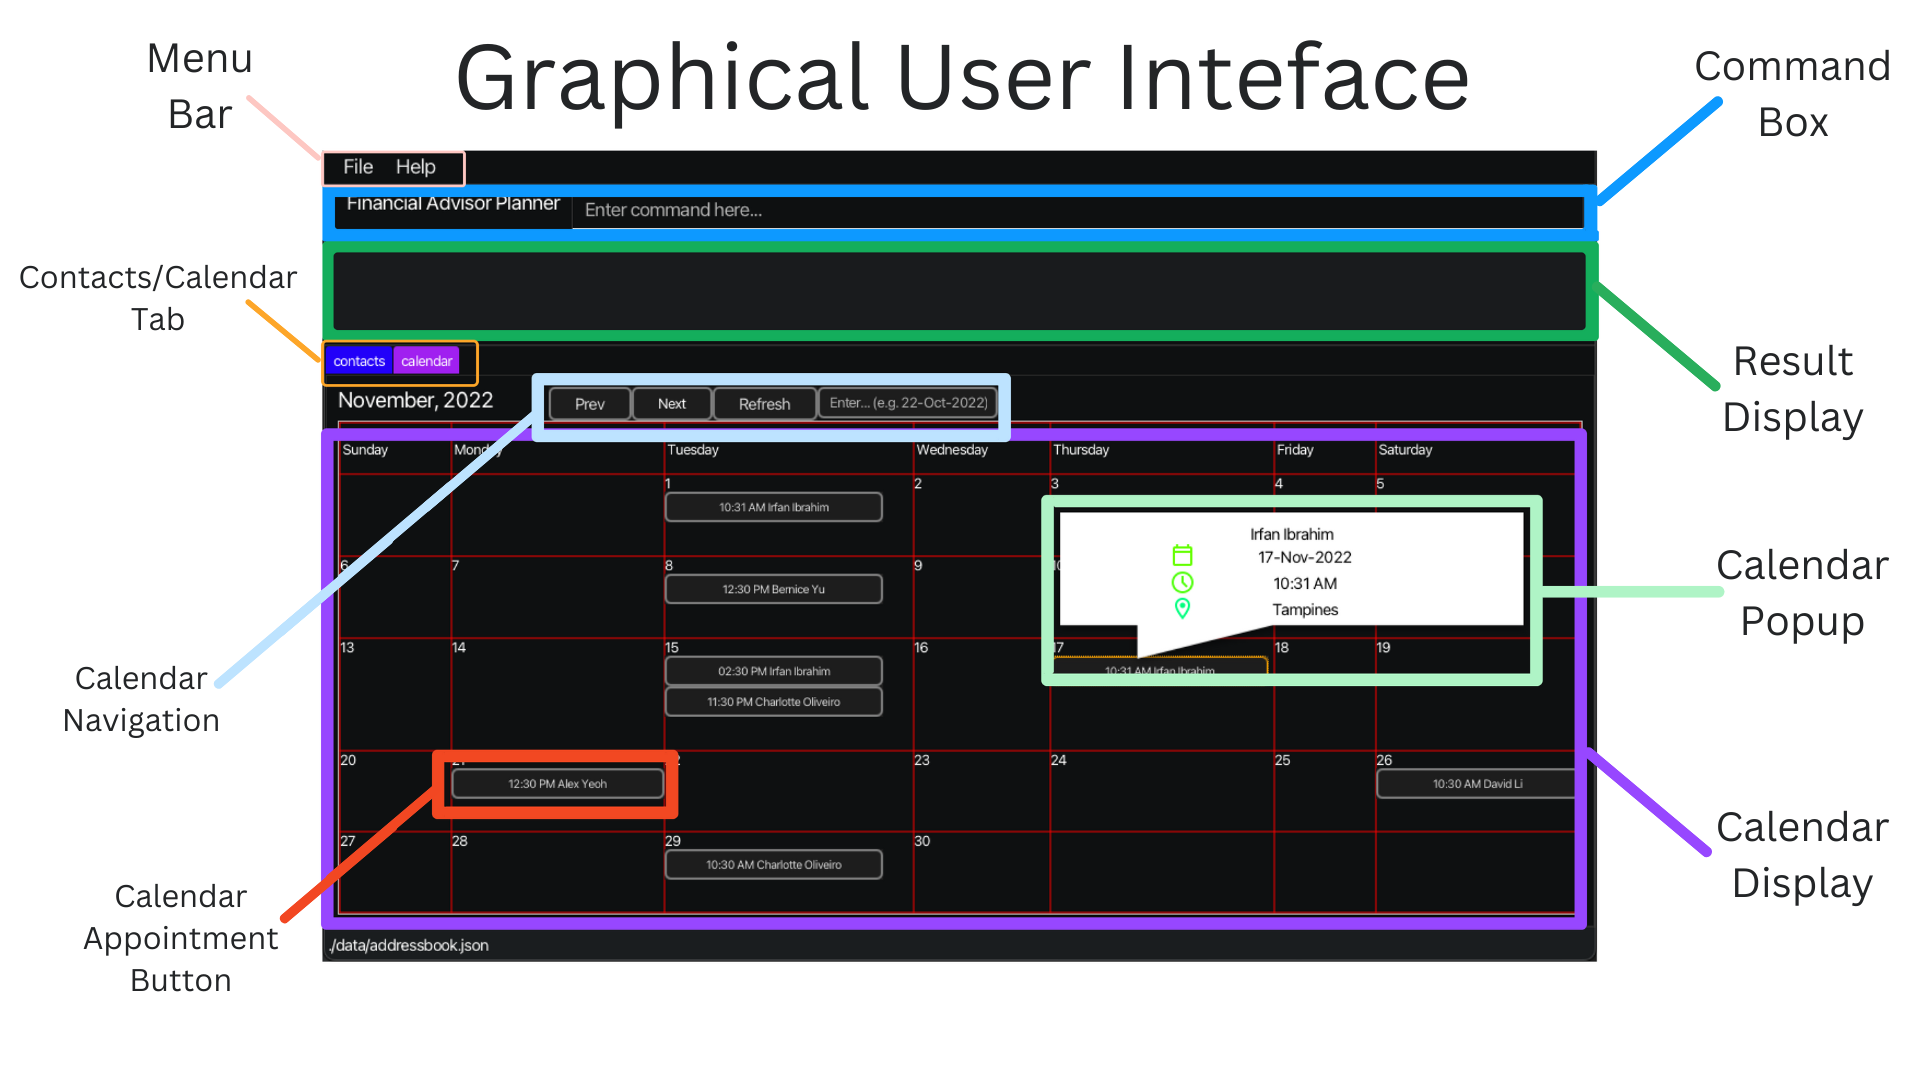 Graphical User Inteface
Menu
Bar
Command
Box
File Help
Financial Advisor Planner Enter command here...
Contacts/Calendar
Tab
Result
Display
contacts calendar
November, 2022 Prev Next Refresh Enter... (e.g. 22-Oct-2022)
Sunday Monday Tuesday Wednesday Thursday Friday Saturday
1 2 3 4 5
10:31 AM Irfan Ibrahim
Irfan Ibrahim
17-Nov-2022
10:31 AM
Tampines
Calendar
Popup
6 7 8 9 10
12:30 PM Bernice Yu
13 14 15 16 17 18 19
02:30 PM Irfan Ibrahim 10:31 AM Irfan Ibrahim
11:30 PM Charlotte Oliveiro
Calendar
Navigation
20 21 23 24 25 26
12:30 PM Alex Yeoh 10:30 AM David Li
27 28 29 30
10:30 AM Charlotte Oliveiro
Calendar
Display
Calendar
Appointment
Button
./data/addressbook.json